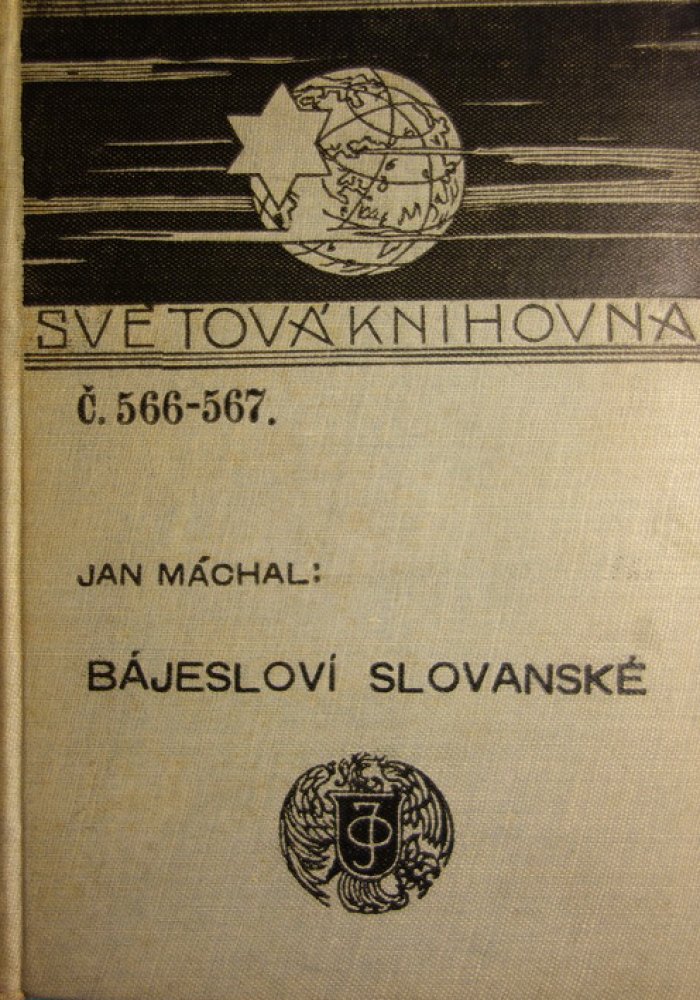 SVĚTOVÁ KNIHOVNA
Č. 566-567.
JAN MÁCHAL:
BÁJESLOVÍ SLOVANSKÉ